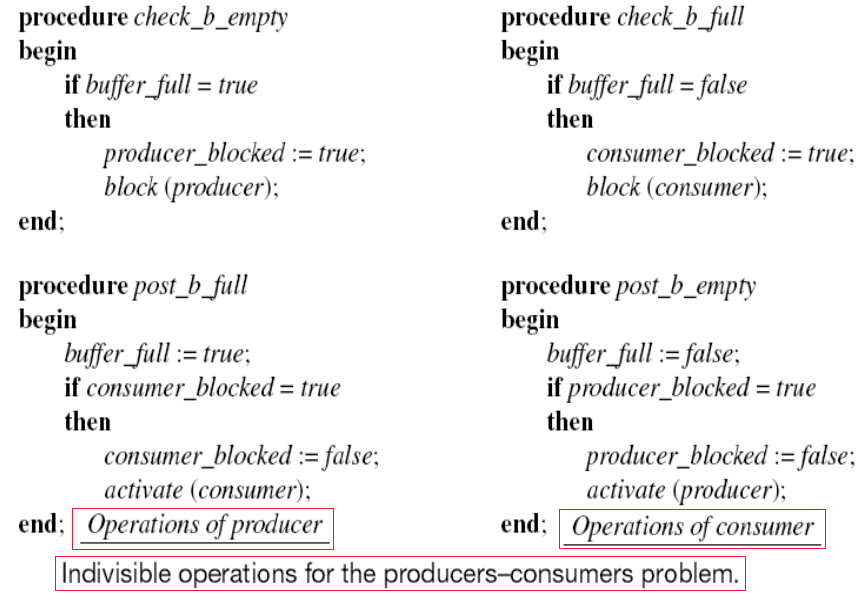 procedure check_b_empty
begin
if buffer_full = true
then
producer_blocked := true;
block (producer);
end;
procedure check_b_full
begin
if buffer_full = false
then
consumer_blocked := true;
block (consumer);
end;
procedure post_b_full
begin
buffer_full := true;
if consumer_blocked = true
then
consumer_blocked := false;
activate (consumer);
end; Operations of producer
procedure post_b_empty
begin
buffer_full := false;
if producer_blocked = true
then
producer_blocked := false;
activate (producer);
end; Operations of consumer
Indivisible operations for the producers–consumers problem.